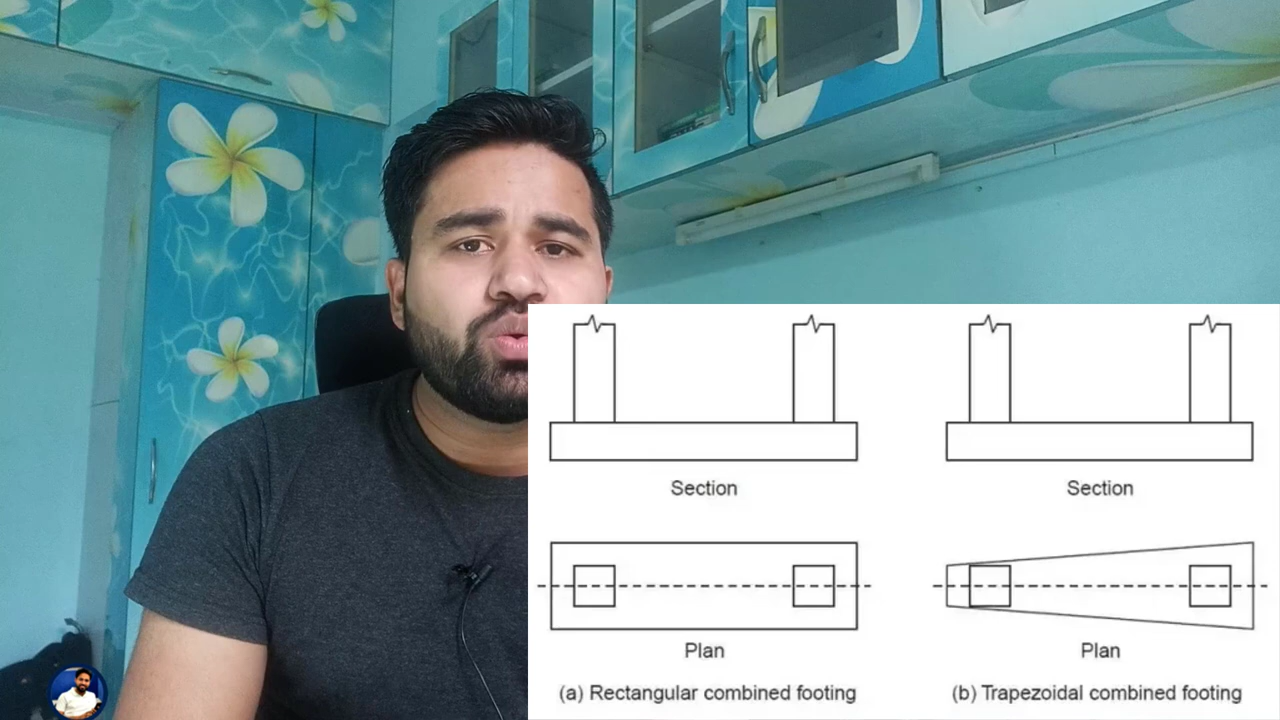 Section
Section
Plan
Plan
(a) Rectangular combined footing
(b) Trapezoidal combined footing